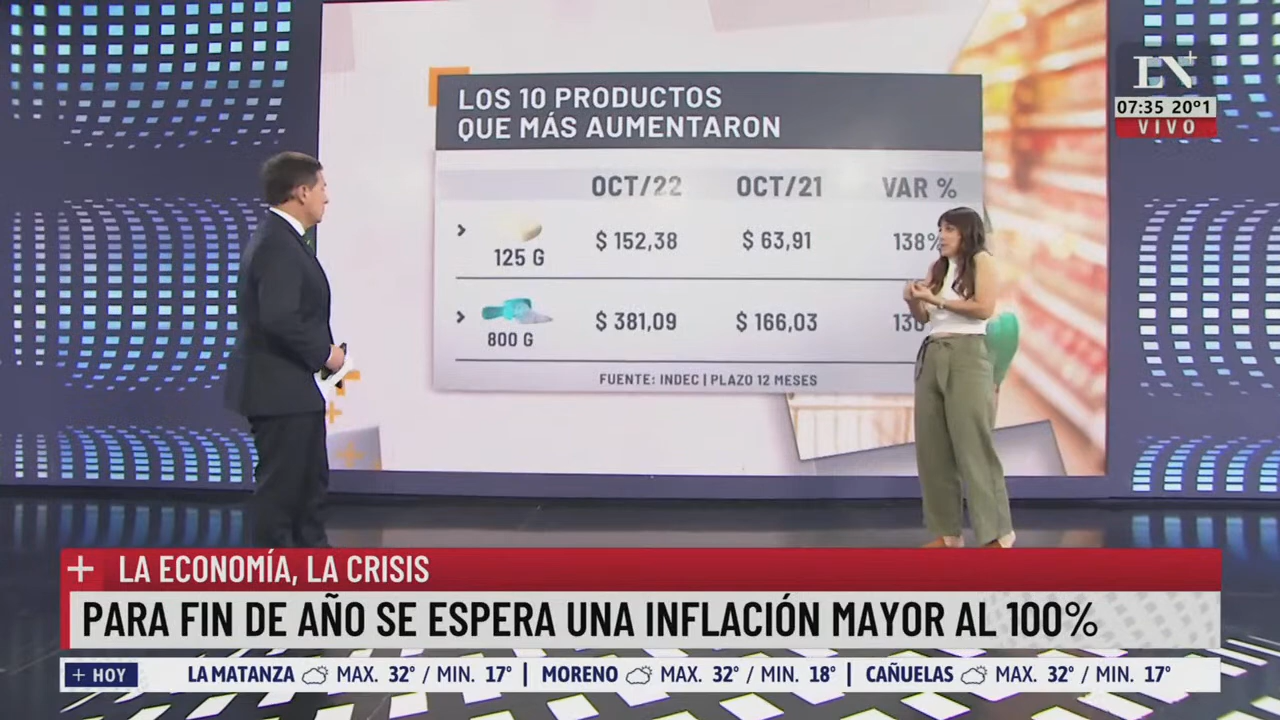 LN+
07:35 20º1
VIVO
LOS 10 PRODUCTOS
QUE MÁS AUMENTARON
OCT/22 OCT/21 VAR %
125 G $ 152,38 $ 63,91 138%
800 G $ 381,09 $ 166,03
FUENTE: INDEC | PLAZO 12 MESES
+ LA ECONOMÍA, LA CRISIS
PARA FIN DE AÑO SE ESPERA UNA INFLACIÓN MAYOR AL 100%
+ HOY LA MATANZA MAX. 32° / MIN. 17° | MORENO MAX. 32° / MIN. 18° | CAÑUELAS MAX. 32° / MIN. 17°